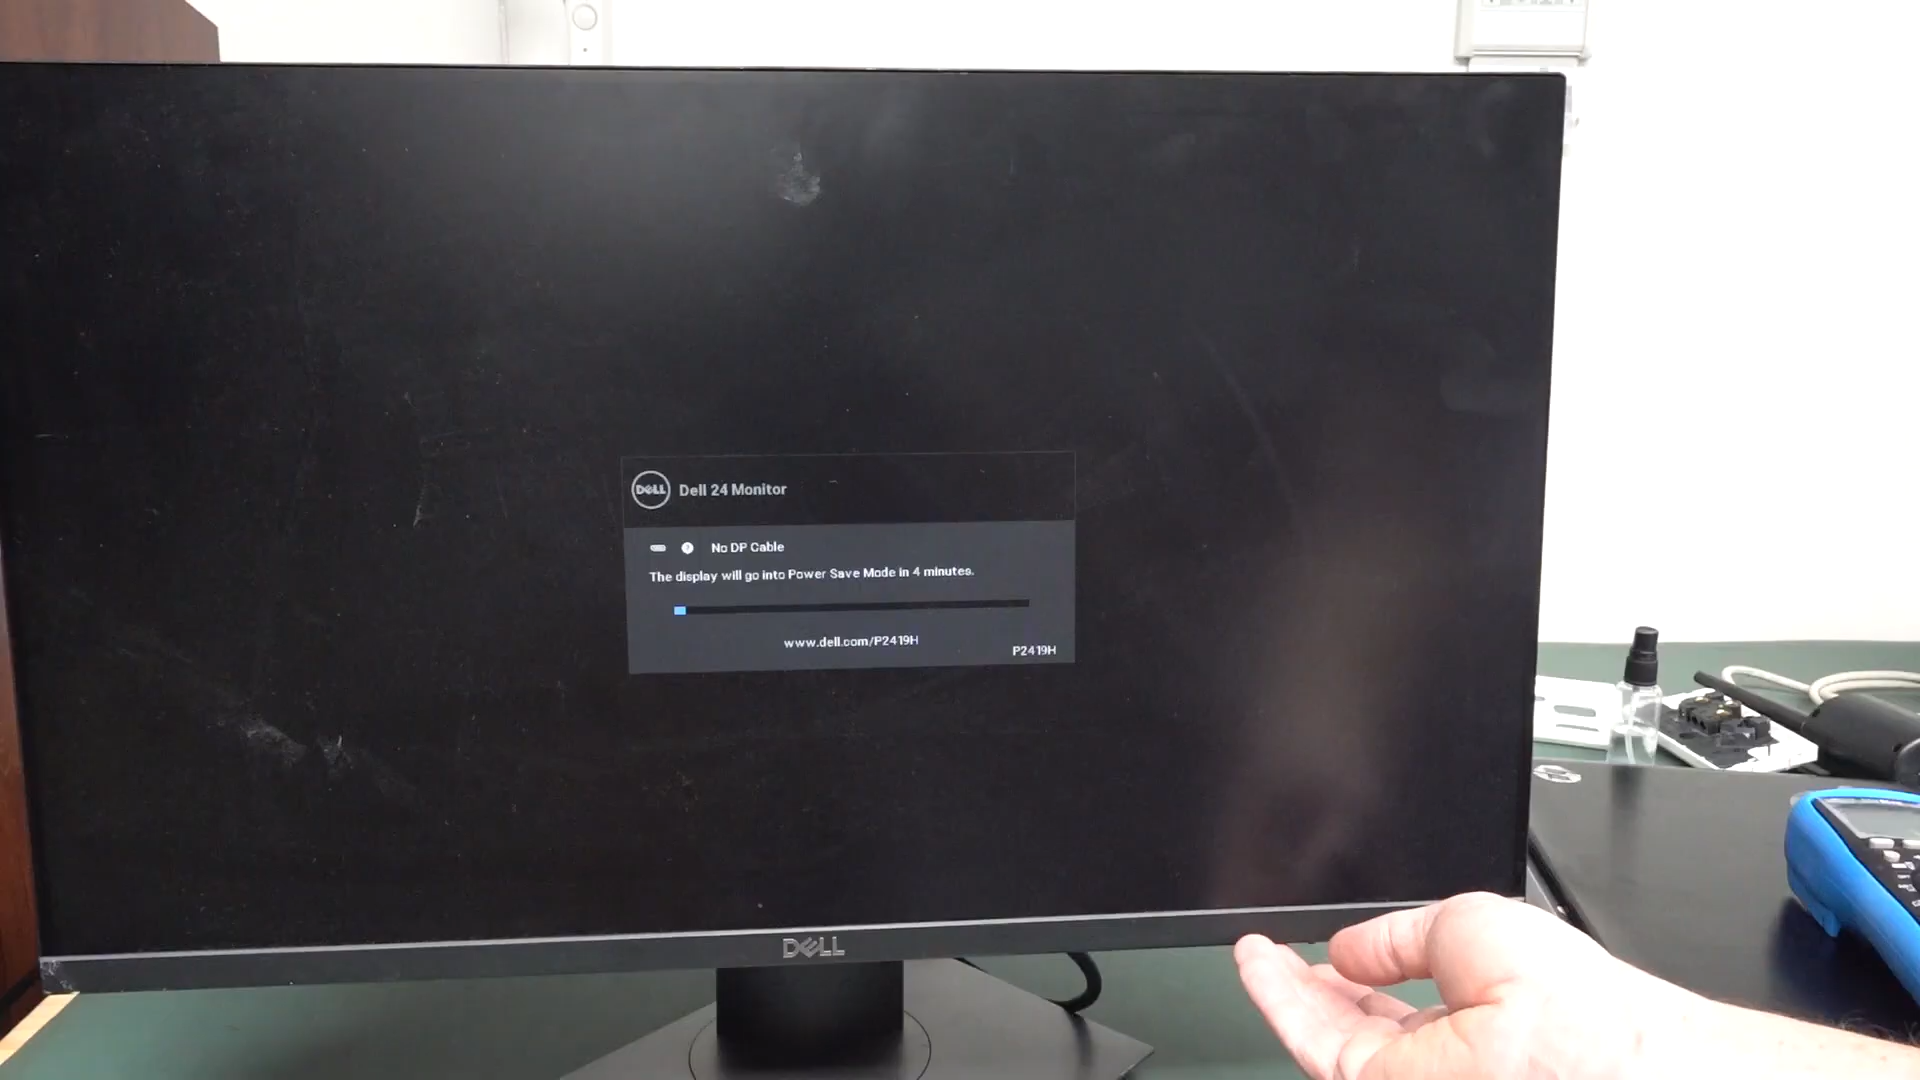 DELL
Dell 24 Monitor
No DP Cable
The display will go into Power Save Mode in 4 minutes.
www.dell.com/P2419H
P2419H
DELL